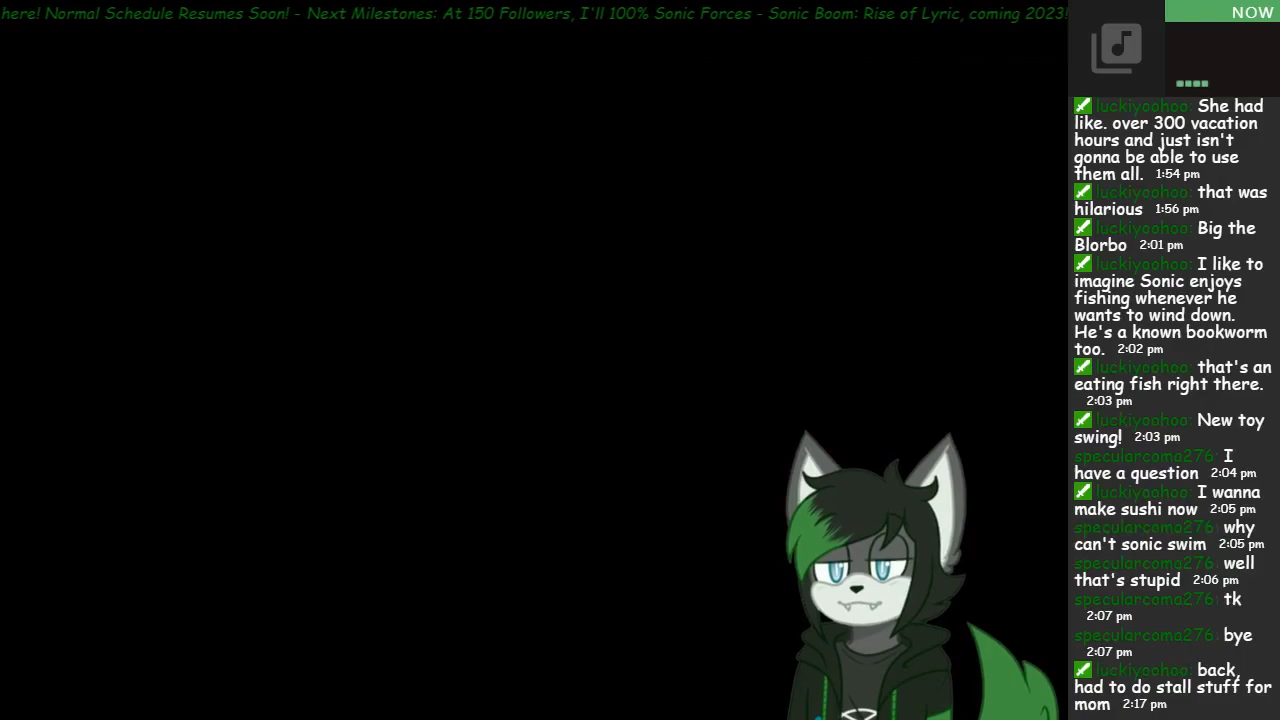 here! Normal Schedule Resumes Soon! - Next Milestones: At 150 Followers, I'll 100% Sonic Forces - Sonic Boom: Rise of Lyric, coming 2023!
NOW
luckiyoohoo: She had
like. over 300 vacation
hours and just isn't
gonna be able to use
them all. 1:54 pm
luckiyoohoo: that was
hilarious 1:56 pm
luckiyoohoo: Big the
Blorbo 2:01 pm
luckiyoohoo: I like to
imagine Sonic enjoys
fishing whenever he
wants to wind down.
He's a known bookworm
too. 2:02 pm
luckiyoohoo: that's an
eating fish right there.
2:03 pm
luckiyoohoo: New toy
swing! 2:03 pm
specularcoma276: I
have a question 2:04 pm
luckiyoohoo: I wanna
make sushi now 2:05 pm
specularcoma276: why
can't sonic swim 2:05 pm
specularcoma276: well
that's stupid 2:06 pm
specularcoma276: tk
2:07 pm
specularcoma276: bye
2:07 pm
luckiyoohoo: back,
had to do stall stuff for
mom 2:17 pm